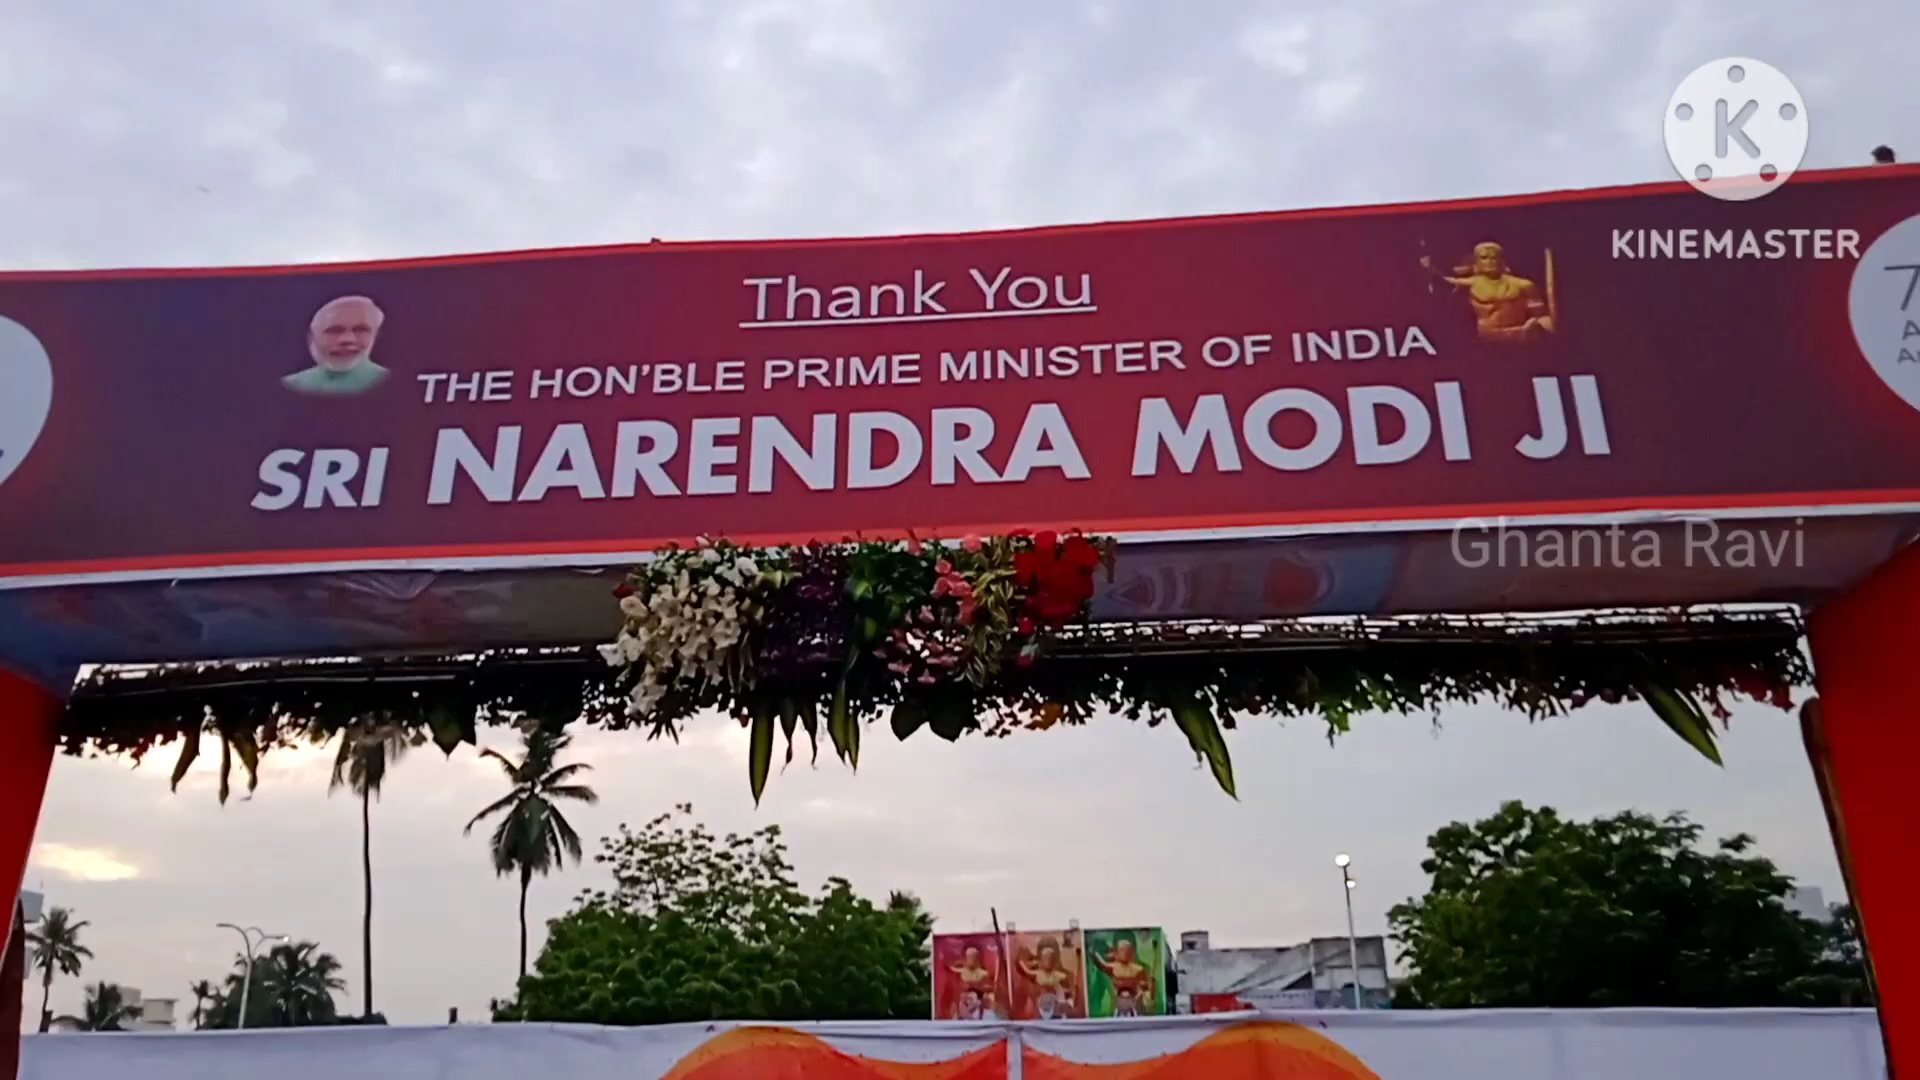 K
KINEMASTER
Thank You
THE HON'BLE PRIME MINISTER OF INDIA
SRI NARENDRA MODI JI
Ghanta Ravi